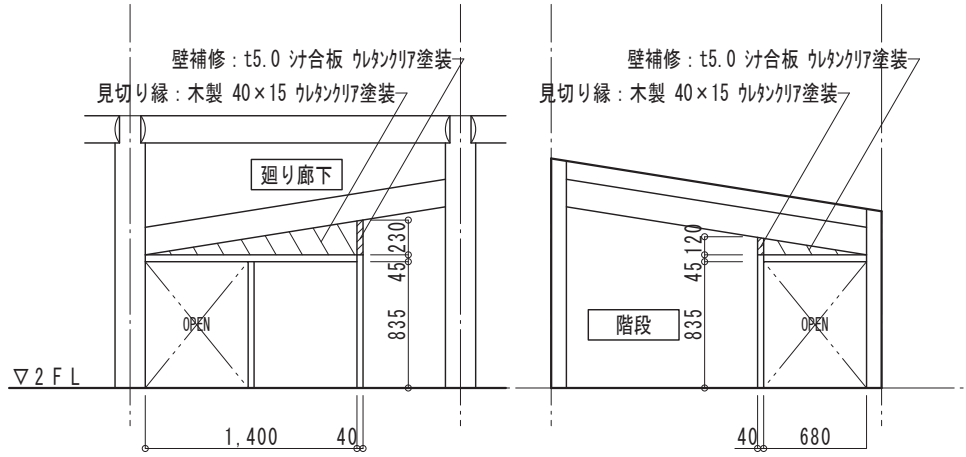 壁補修：t5.0 シナ合板 ウレタンクリア塗装
見切り縁：木製 40×15 ウレタンクリア塗装
廻り廊下
230
45
835
OPEN
▽2FL
1,400
40
壁補修：t5.0 シナ合板 ウレタンクリア塗装
見切り縁：木製 40×15 ウレタンクリア塗装
120
45
835
階段
OPEN
40
680